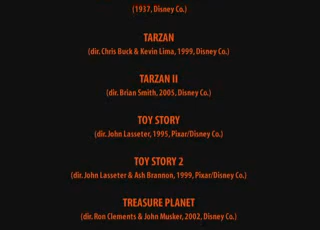 (1937, Disney Co.)
TARZAN
(dir. Chris Buck & Kevin Lima, 1999, Disney Co.)
TARZAN II
(dir. Brian Smith, 2005, Disney Co.)
TOY STORY
(dir. John Lasseter, 1995, Pixar/Disney Co.)
TOY STORY 2
(dir. John Lasseter & Ash Brannon, 1999, Pixar/Disney Co.)
TREASURE PLANET
(dir. Ron Clements & John Musker, 2002, Disney Co.)